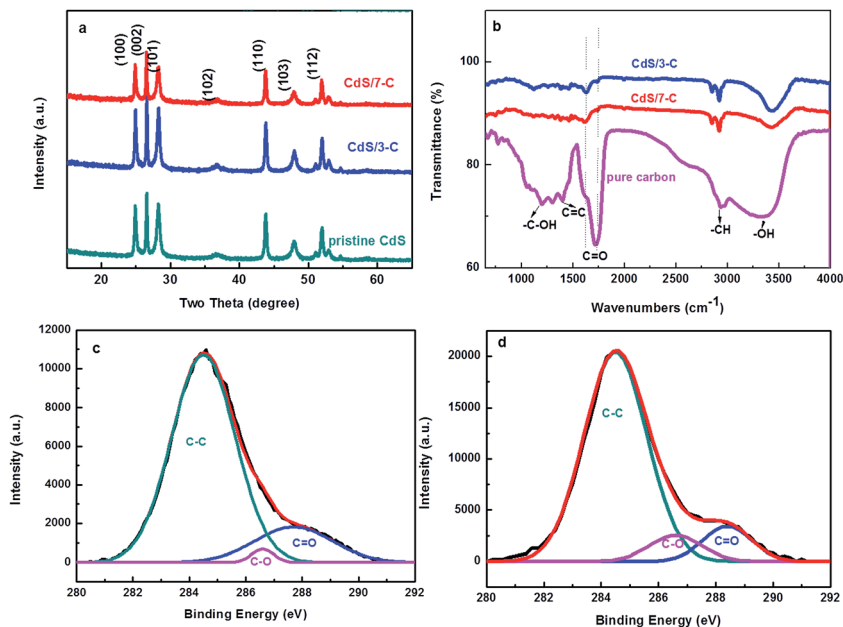 a
(100)
(002)
(101)
(102)
(110)
(103)
(112)
CdS/7-C
CdS/3-C
pristine CdS
Intensity (a.u.)
20 30 40 50 60
Two Theta (degree)
b
100
90
80
70
60
Transmittance (%)
CdS/3-C
CdS/7-C
pure carbon
-C-OH
C=C
C=O
-CH
-OH
1000 1500 2000 2500 3000 3500 4000
Wavenumbers (cm-1)
c
12000
10000
8000
6000
4000
2000
0
Intensity (a.u.)
C-C
C=O
C-O
280 282 284 286 288 290 292
Binding Energy (eV)
d
20000
15000
10000
5000
0
Intensity (a.u.)
C-C
C-O
C=O
280 282 284 286 288 290 292
Binding Energy (eV)